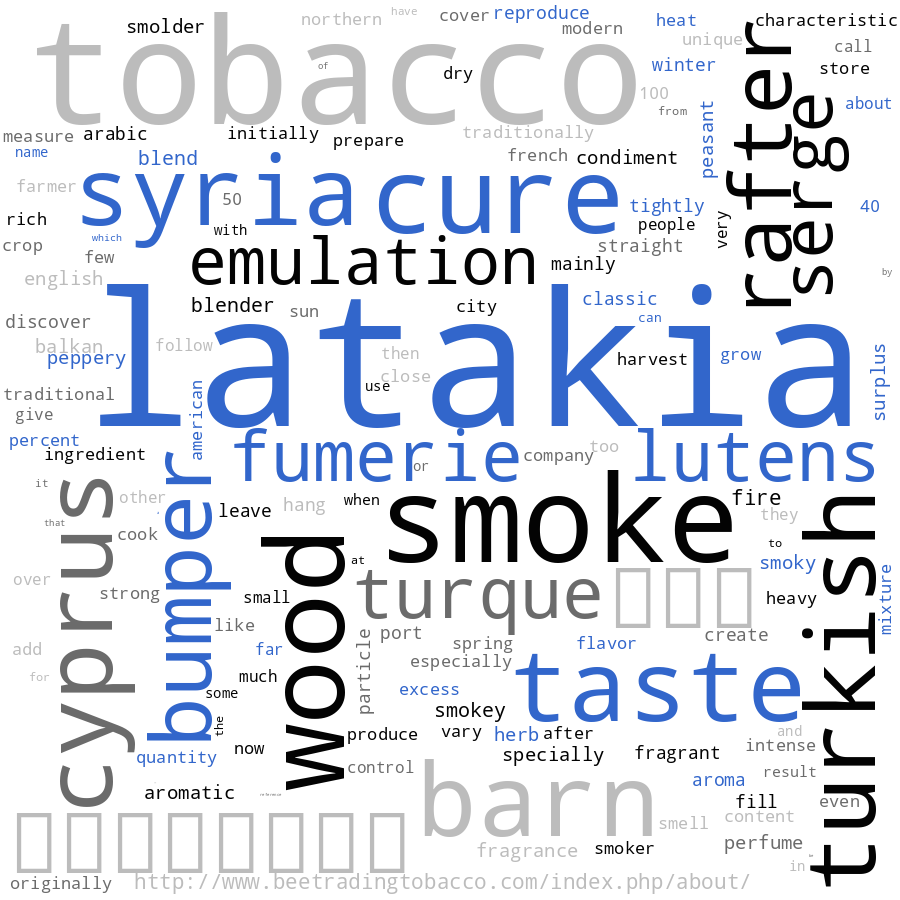 have
northern
cover
reproduce
smolder
modern
heat
characteristic
tobacco
unique
call
of
dry
winter
store
100
about
from
measure
arabic
initially
prepare
traditionally
rafter
serge
peasant
name
blend
french
condiment
farmer
syria
cure
50
tightly
40
rich
with
people
very
which
crop
few
emulation
straight
mainly
by
english
latakia
blender
sun
city
classic
can
discover
balkan
peppery
follow
then
close
use
harvest
grow
surplus
traditional
give
american
percent
ingredient
fumerie
or
company
too
lutens
it
cyprus
other
bumper
leave
hang
when
smoke
fire
they
that
cook
wood
at
to
turkish
over
strong
small
turque
smoky
heavy
mixture
like
add
far
particle
port
spring
especially
flavor
create
for
much
some
excess
taste
the
smokey
quantity
now
produce
vary
herb
after
specially
fragrant
and
intense
control
barn
aroma
result
aromatic
fill
even
smell
content
fragrance
smoker
perfume
in
originally
http://www.beetradingtobacco.com/index.php/about/